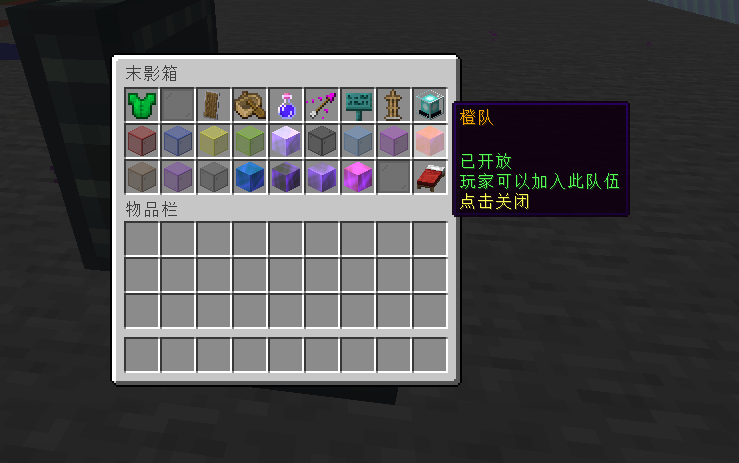 末影箱
橙队
已开放
玩家可以加入此队伍
点击关闭
物品栏